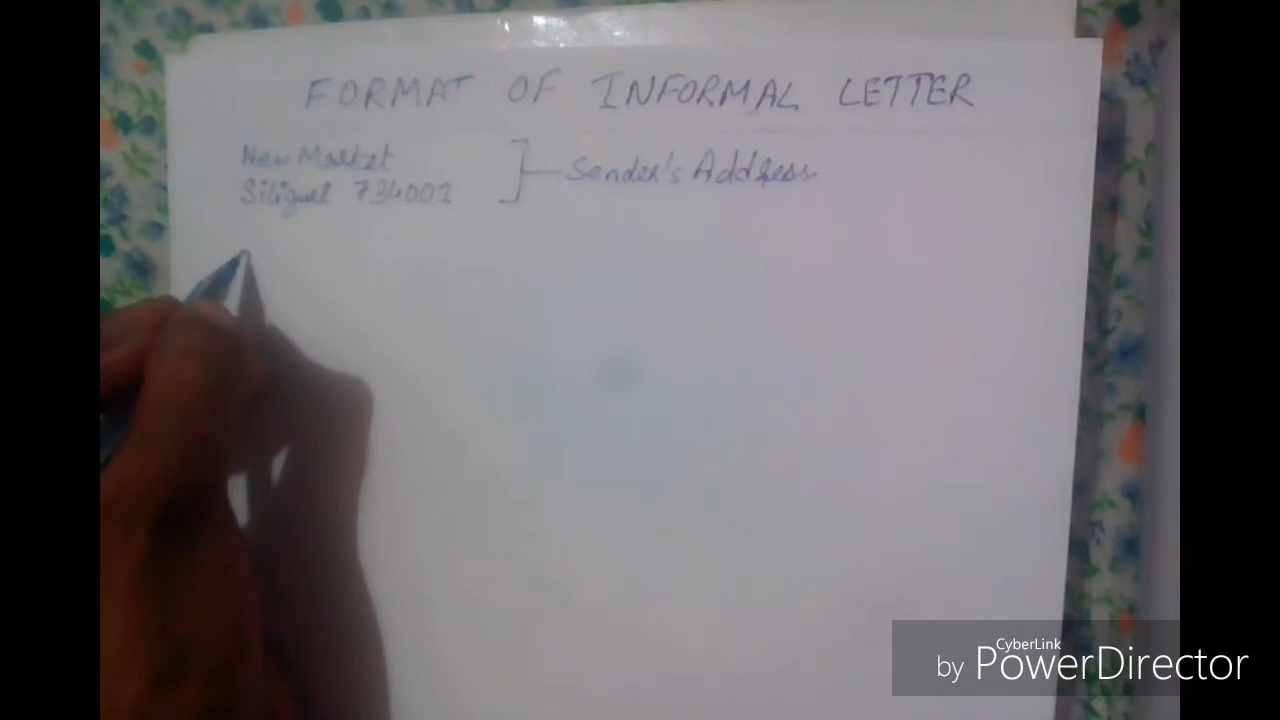 FORMAT OF INFORMAL LETTER
New Market
Siliguri 734001
Sender's Address
CyberLink
by PowerDirector